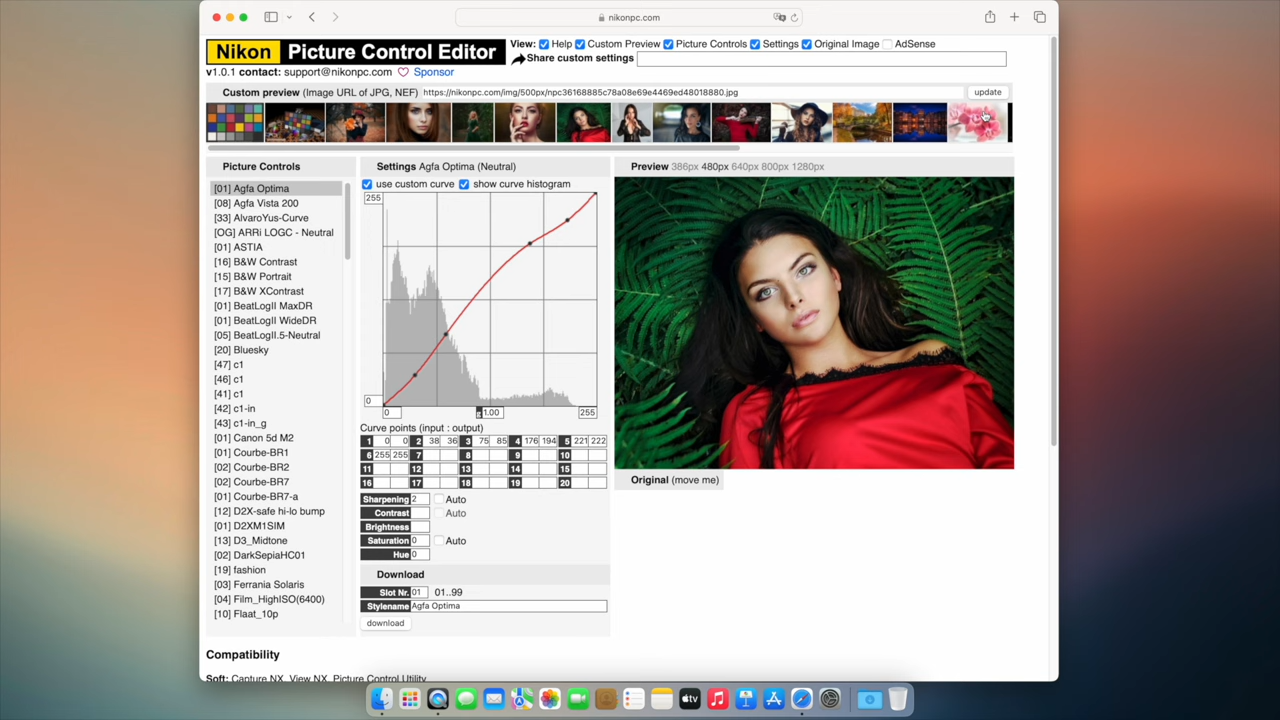 nikonpc.com
Nikon Picture Control Editor
View: Help Custom Preview Picture Controls Settings Original Image AdSense
Share custom settings
v1.0.1 contact: support@nikonpc.com Sponsor
Custom preview (Image URL of JPG, NEF) https://nikonpc.com/img/500px/npc36168885c78a08e69e4469ed48018880.jpg update
Picture Controls
[01] Agfa Optima
[08] Agfa Vista 200
[33] AlvaroYus-Curve
[OG] ARRi LOGC - Neutral
[01] ASTIA
[16] B&W Contrast
[15] B&W Portrait
[17] B&W XContrast
[01] BeatLogII MaxDR
[01] BeatLogII WideDR
[05] BeatLogII.5-Neutral
[20] Bluesky
[47] c1
[46] c1
[41] c1
[42] c1-in
[43] c1-in_g
[01] Canon 5d M2
[01] Courbe-BR1
[02] Courbe-BR2
[02] Courbe-BR7
[01] Courbe-BR7-a
[12] D2X-safe hi-lo bump
[01] D2XM1SIM
[13] D3_Midtone
[02] DarkSepiaHC01
[19] fashion
[03] Ferrania Solaris
[04] Film_HighISO(6400)
[10] Flaat_10p
Settings Agfa Optima (Neutral)
use custom curve show curve histogram
255
0
0 1.00 255
Curve points (input : output)
1 0 0 2 38 36 3 75 85 4 176 194 5 221 222
6 255 255 7 8 9 10
11 12 13 14 15
16 17 18 19 20
Sharpening 2 Auto
Contrast Auto
Brightness
Saturation 0 Auto
Hue 0
Download
Slot Nr. 01 01..99
Stylename Agfa Optima
download
Preview 386px 480px 640px 800px 1280px
Original (move me)
Compatibility
Soft: Capture NX, View NX, Picture Control Utility